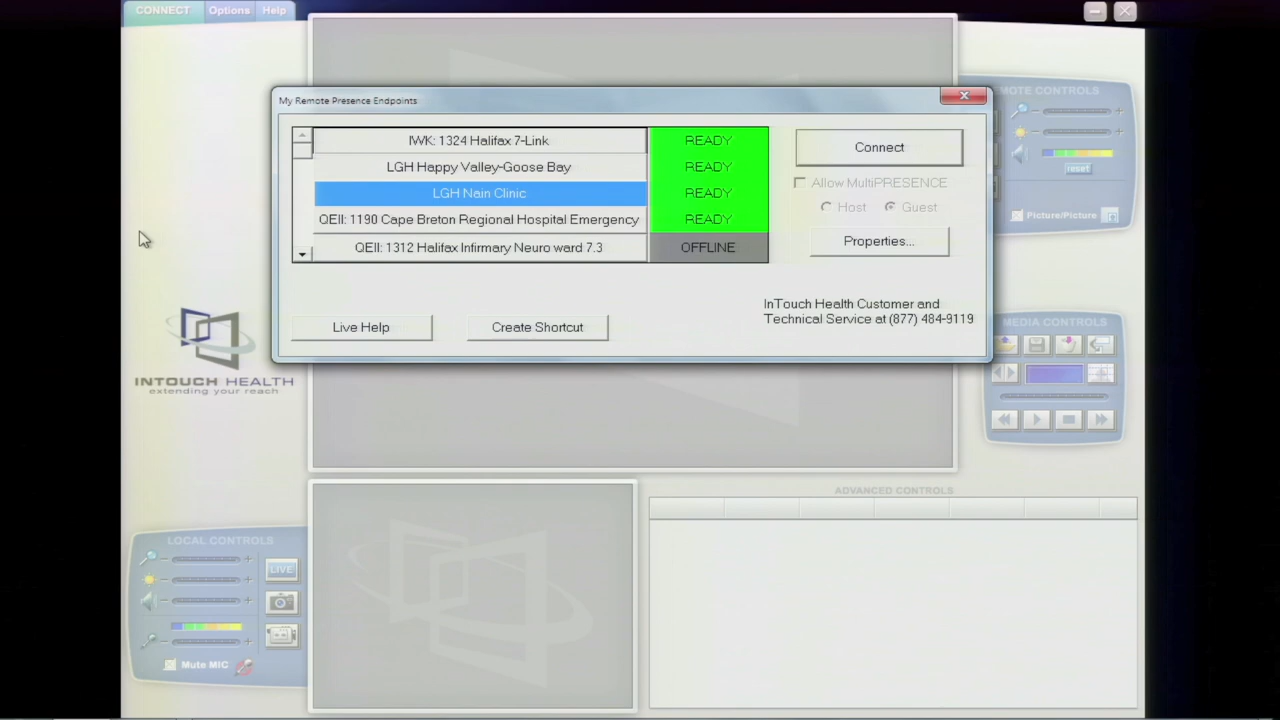 CONNECT Options Help
My Remote Presence Endpoints
IWK: 1324 Halifax 7-Link READY
LGH Happy Valley-Goose Bay READY
LGH Nain Clinic READY
QEII: 1190 Cape Breton Regional Hospital Emergency READY
QEII: 1312 Halifax Infirmary Neuro ward 7.3 OFFLINE
Connect
Allow MultiPRESENCE
Host Guest
Properties...
Live Help
Create Shortcut
InTouch Health Customer and
Technical Service at (877) 484-9119
EMOTE CONTROLS
reset
Picture/Picture
INTOUCH HEALTH
extending your reach
MEDIA CONTROLS
ADVANCED CONTROLS
LOCAL CONTROLS
LIVE
Mute MIC